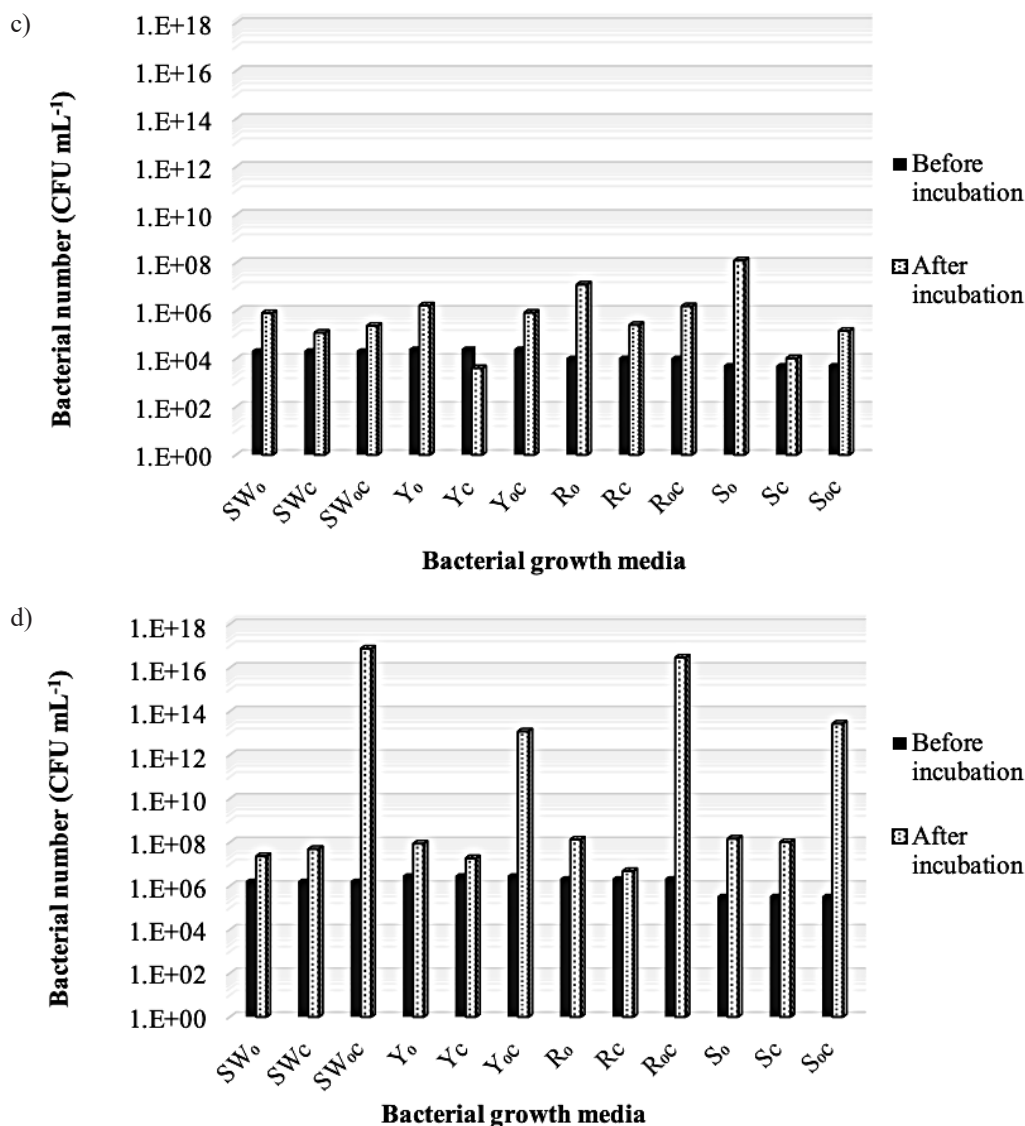 c)
1.E+18
1.E+16
1.E+14
1.E+12
1.E+10
1.E+08
1.E+06
1.E+04
1.E+02
1.E+00
Bacterial number (CFU mL⁻¹)
SWₒ SWc SWₒc Yₒ Yc Yₒc Rₒ Rc Rₒc Sₒ Sc Sₒc
Bacterial growth media
Before
incubation
After
incubation
d)
1.E+18
1.E+16
1.E+14
1.E+12
1.E+10
1.E+08
1.E+06
1.E+04
1.E+02
1.E+00
Bacterial number (CFU mL⁻¹)
SWₒ SWc SWₒc Yₒ Yc Yₒc Rₒ Rc Rₒc Sₒ Sc Sₒc
Bacterial growth media
Before
incubation
After
incubation